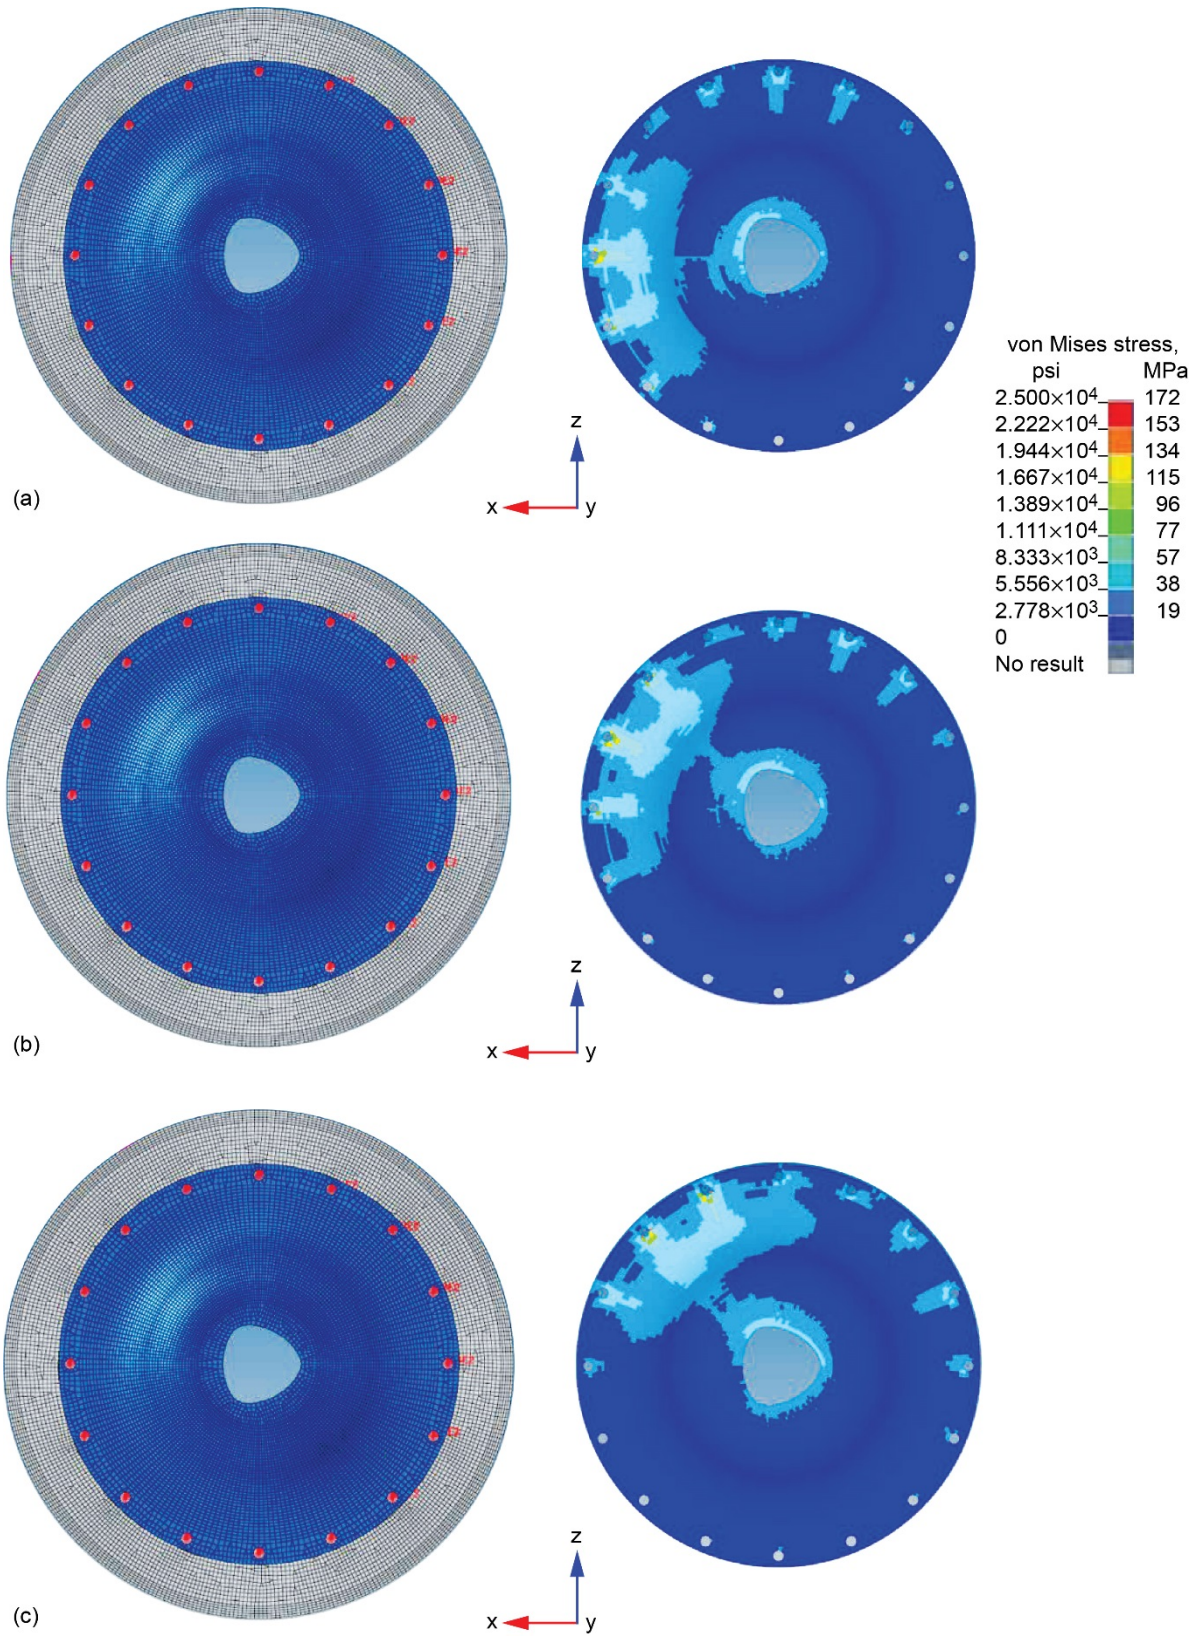 von Mises stress,
psi MPa
2.500×10⁴ 172
2.222×10⁴ 153
1.944×10⁴ 134
1.667×10⁴ 115
1.389×10⁴ 96
1.111×10⁴ 77
8.333×10³ 57
5.556×10³ 38
2.778×10³ 19
0
No result
z
(a)
x y
z
(b)
x y
z
(c)
x y